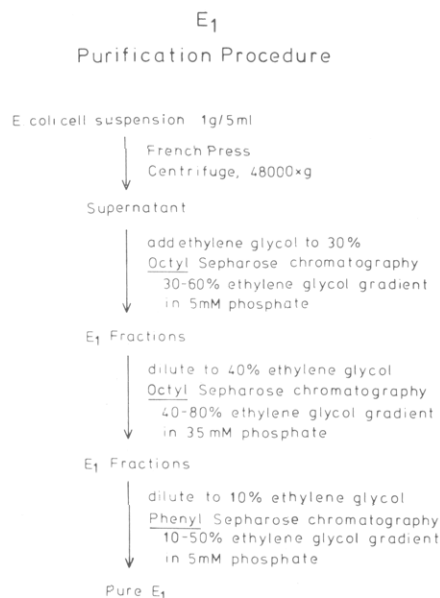 E₁
Purification Procedure
E coli cell suspension 1g/5ml
French Press
Centrifuge, 48000×g
Supernatant
add ethylene glycol to 30%
Octyl Sepharose chromatography
30-60% ethylene glycol gradient
in 5mM phosphate
E₁ Fractions
dilute to 40% ethylene glycol
Octyl Sepharose chromatography
40-80% ethylene glycol gradient
in 35 mM phosphate
E₁ Fractions
dilute to 10% ethylene glycol
Phenyl Sepharose chromatography
10-50% ethylene glycol gradient
in 5mM phosphate
Pure E₁